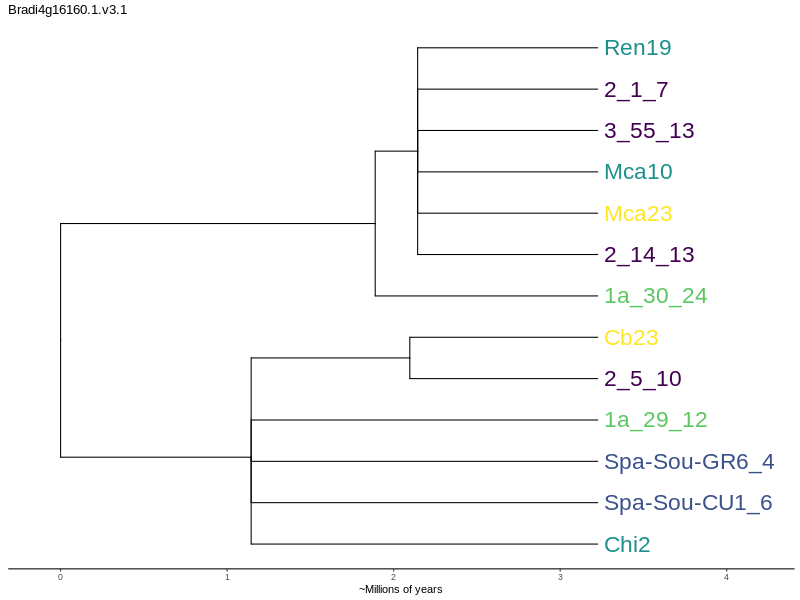 Bradi4g16160.1.v3.1
Ren19
2_1_7
3_55_13
Mca10
Mca23
2_14_13
1a_30_24
Cb23
2_5_10
1a_29_12
Spa-Sou-GR6_4
Spa-Sou-CU1_6
Chi2
0 1 2 3 4
~Millions of years